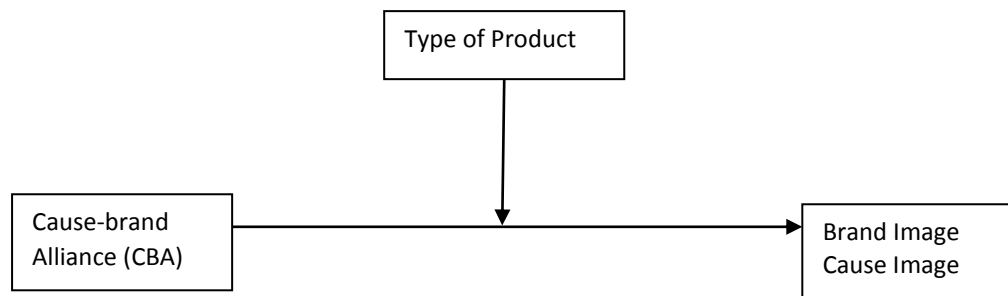 Type of Product
Cause-brand
Alliance (CBA)
Brand Image
Cause Image